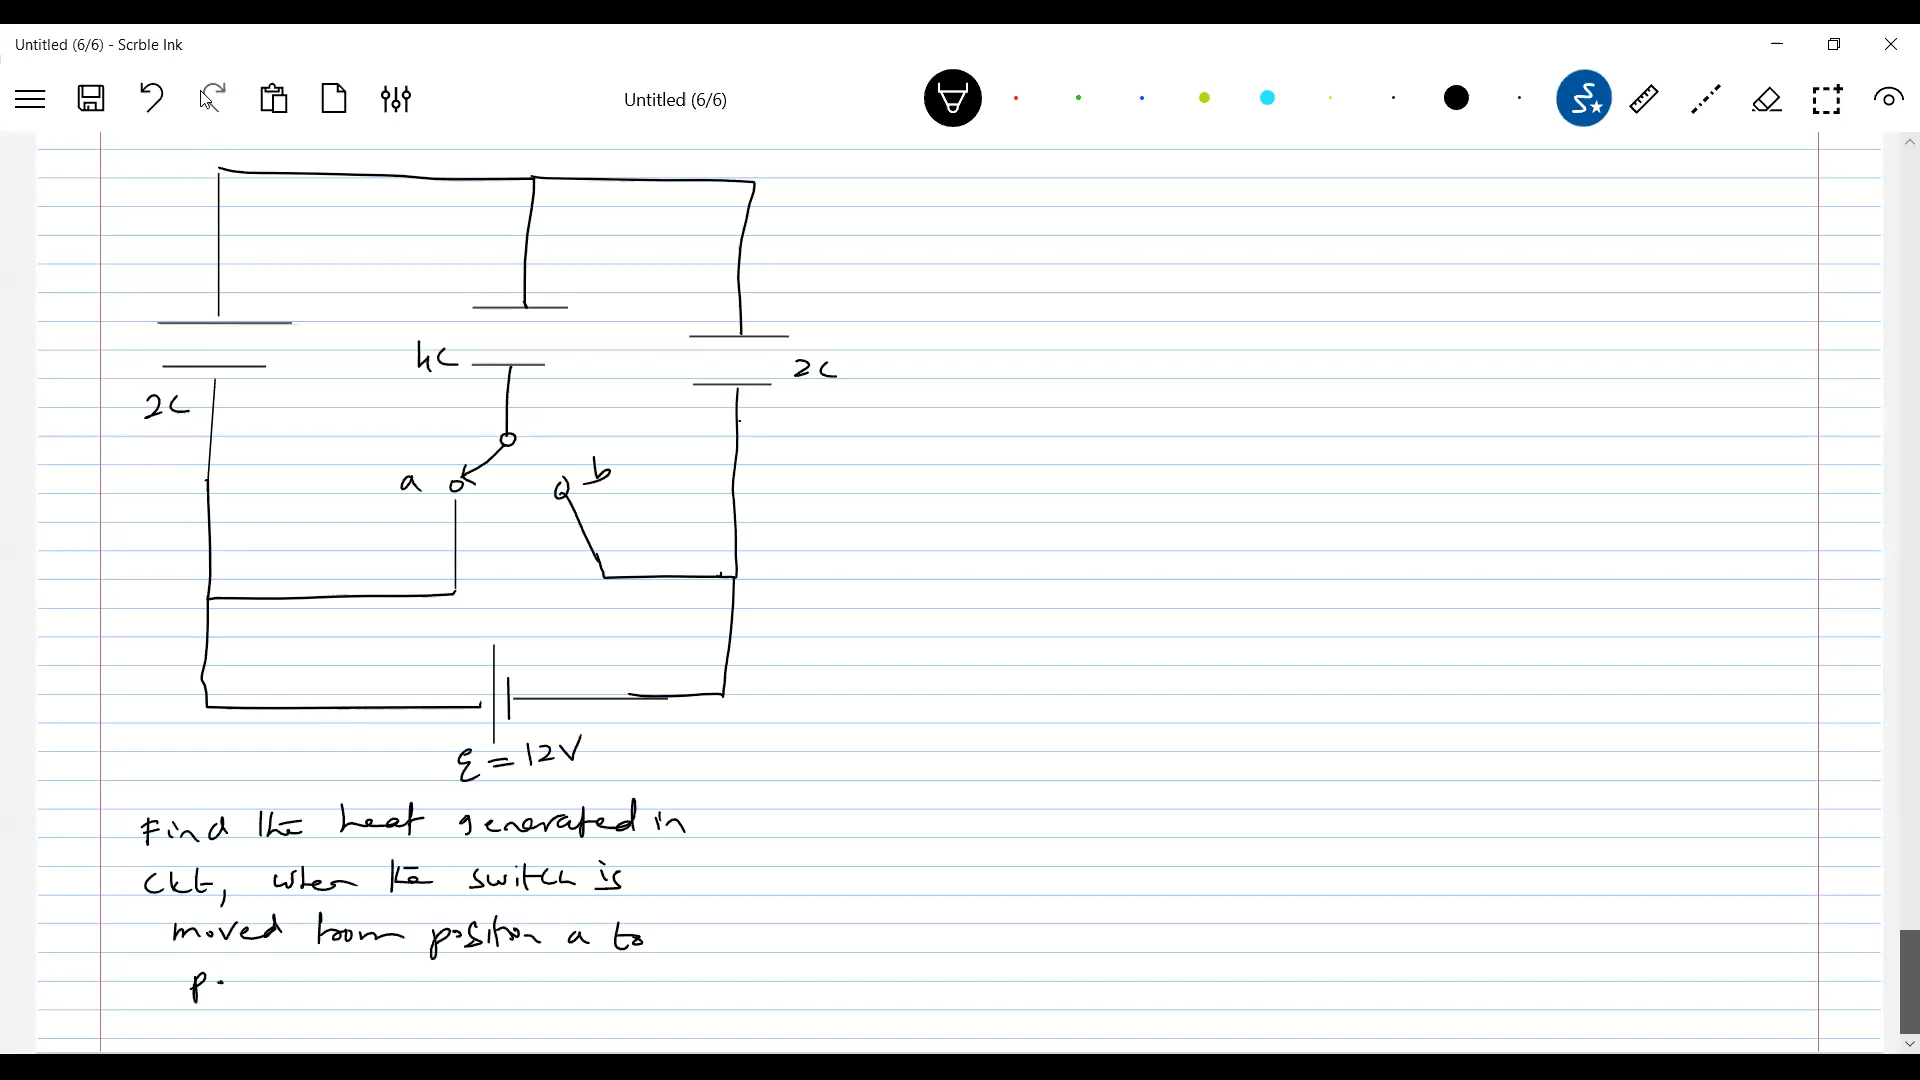 Untitled (6/6) - Scrble Ink
Untitled (6/6)
4C
2C
2C
a
b
ε = 12V
Find the heat generated in
Ckt, when the switch is
moved from position a to
p.